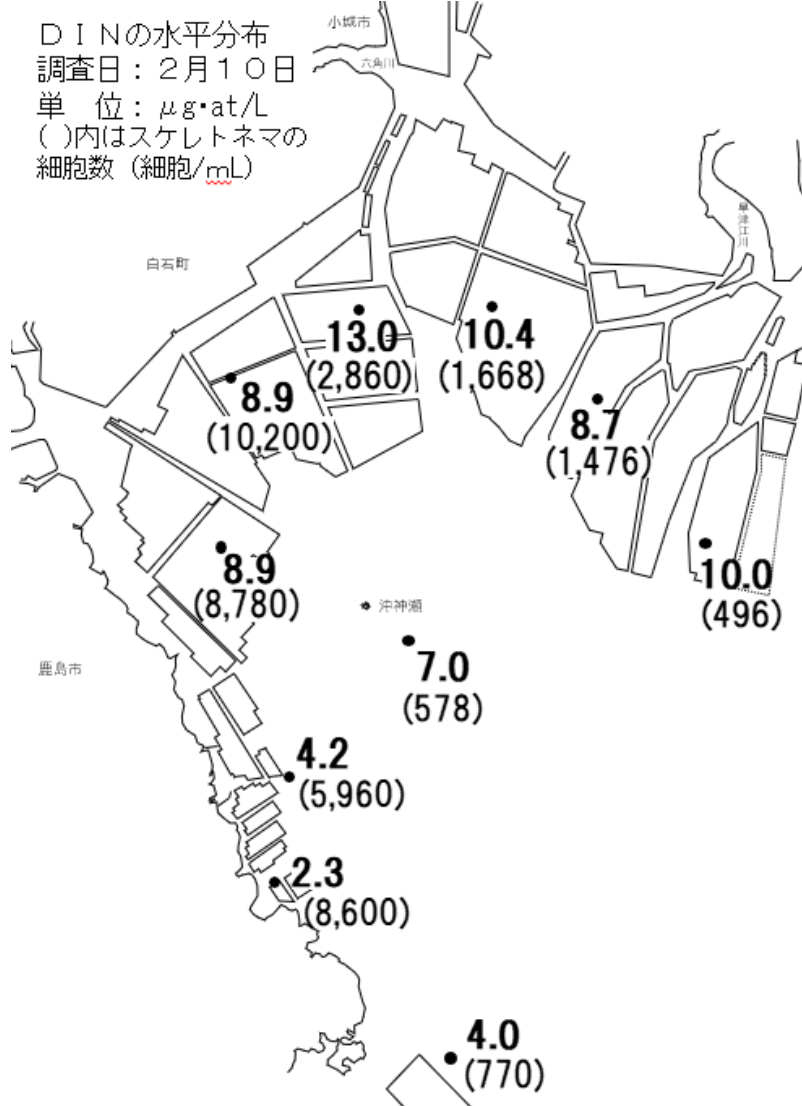 ＤＩＮの水平分布
調査日：２月１０日
単　位：μg・at/L
( )内はスケレトネマの
細胞数（細胞/mL）
小城市
六角川
早津江川
白石町
13.0
(2,860)
10.4
(1,668)
8.9
(10,200)
8.7
(1,476)
8.9
(8,780)
10.0
(496)
沖神瀬
7.0
(578)
鹿島市
4.2
(5,960)
2.3
(8,600)
4.0
(770)